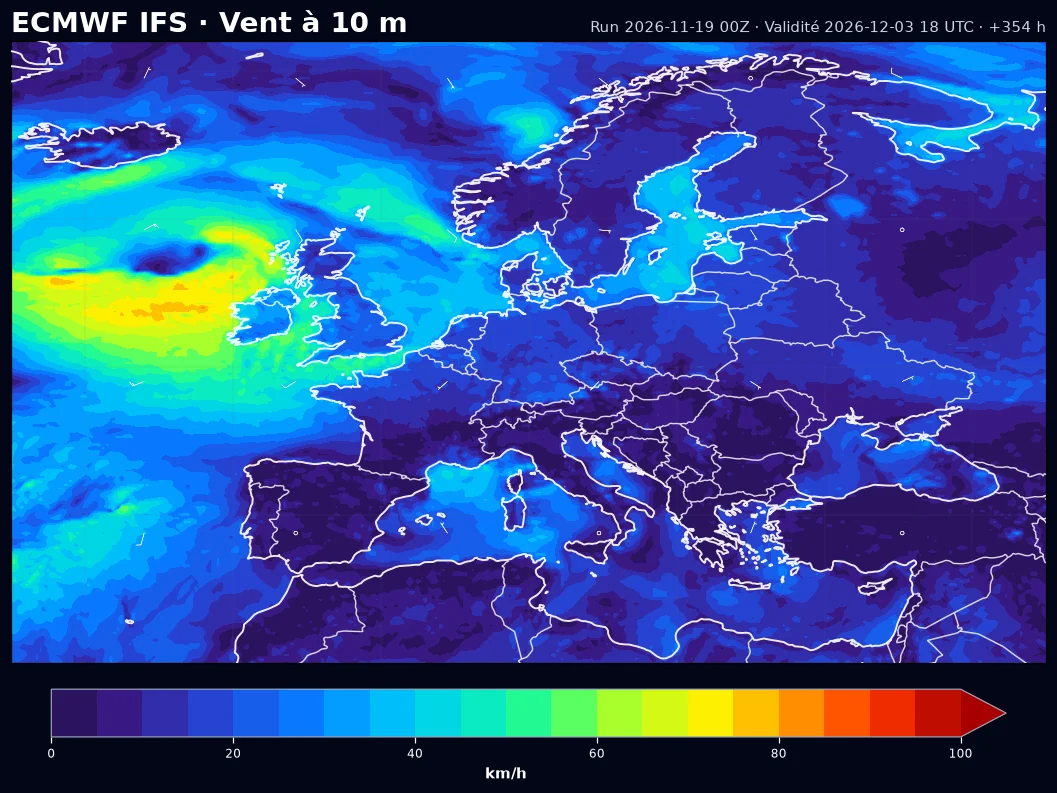 ECMWF IFS · Vent à 10 m
Run 2026-11-19 00Z · Validité 2026-12-03 18 UTC · +354 h
0 20 40 60 80 100
km/h